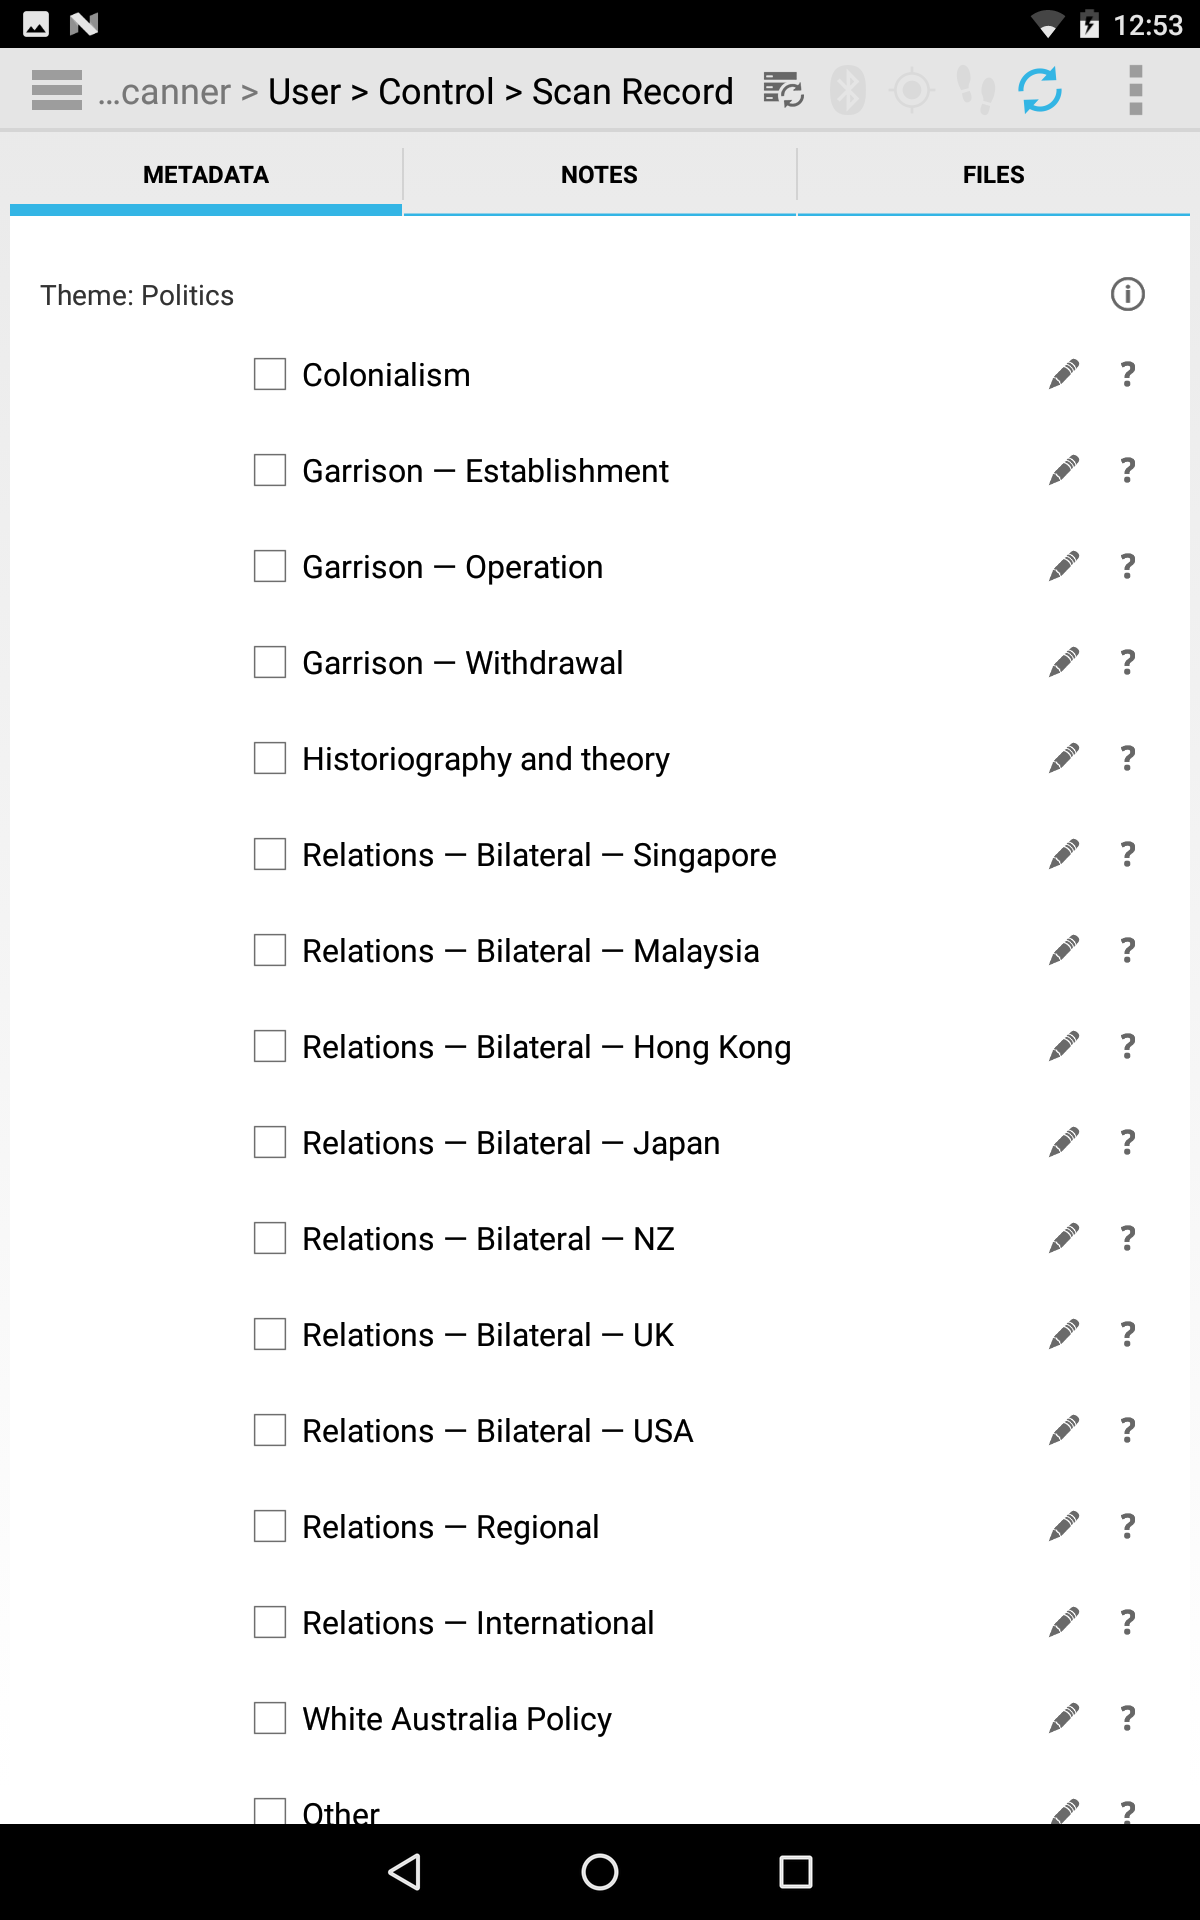 12:53
...canner > User > Control > Scan Record
METADATA
NOTES
FILES
Theme: Politics
Colonialism ?
Garrison — Establishment ?
Garrison — Operation ?
Garrison — Withdrawal ?
Historiography and theory ?
Relations — Bilateral — Singapore ?
Relations — Bilateral — Malaysia ?
Relations — Bilateral — Hong Kong ?
Relations — Bilateral — Japan ?
Relations — Bilateral — NZ ?
Relations — Bilateral — UK ?
Relations — Bilateral — USA ?
Relations — Regional ?
Relations — International ?
White Australia Policy ?
Other ?